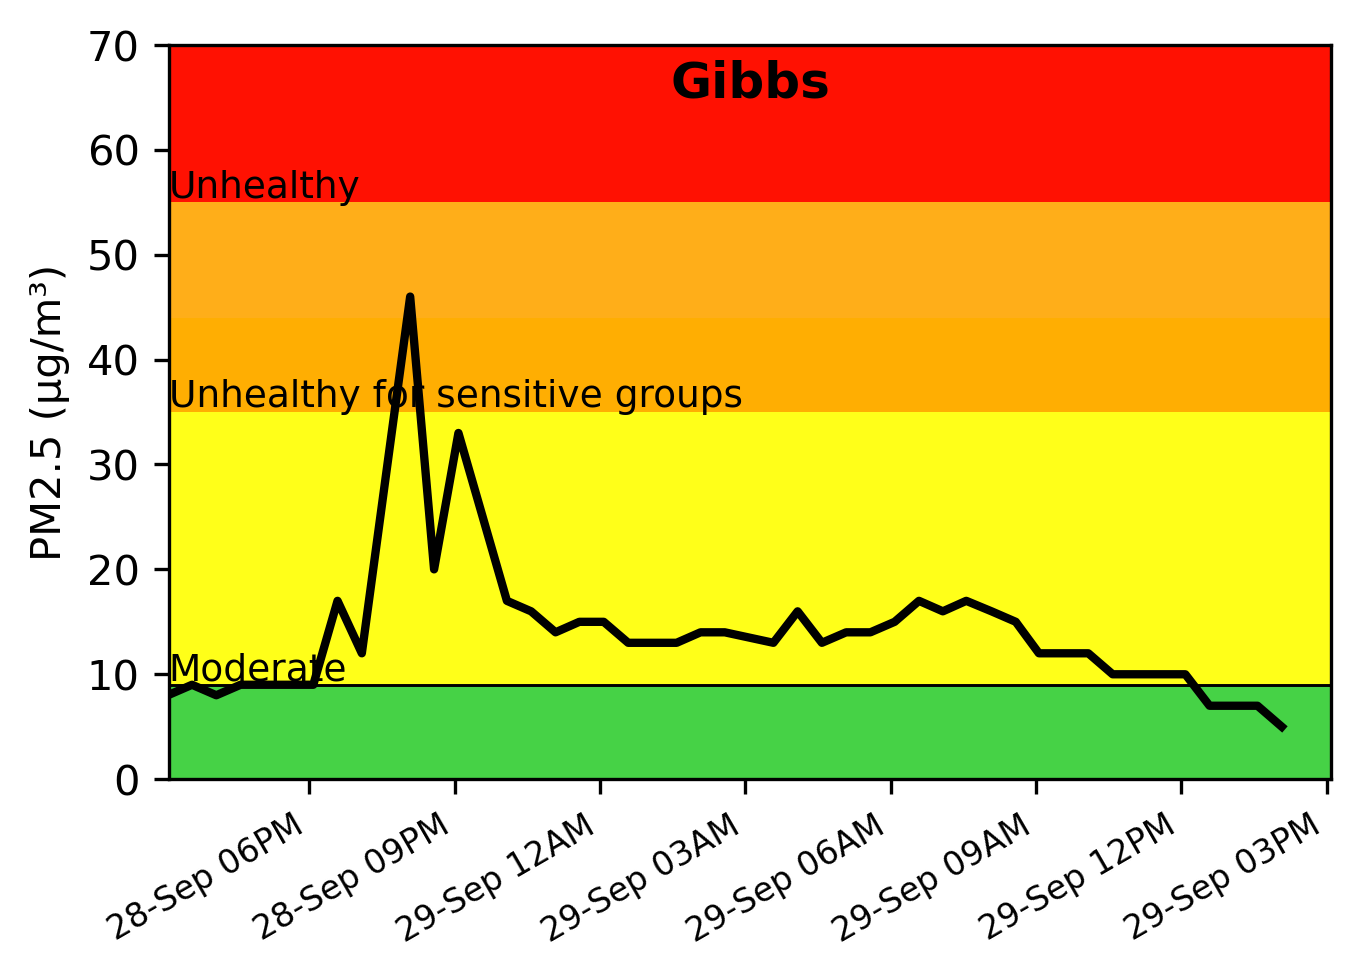 Gibbs
PM2.5 (µg/m³)
70
60
50
40
30
20
10
0
Unhealthy
Unhealthy for sensitive groups
Moderate
28-Sep 06PM
28-Sep 09PM
29-Sep 12AM
29-Sep 03AM
29-Sep 06AM
29-Sep 09AM
29-Sep 12PM
29-Sep 03PM